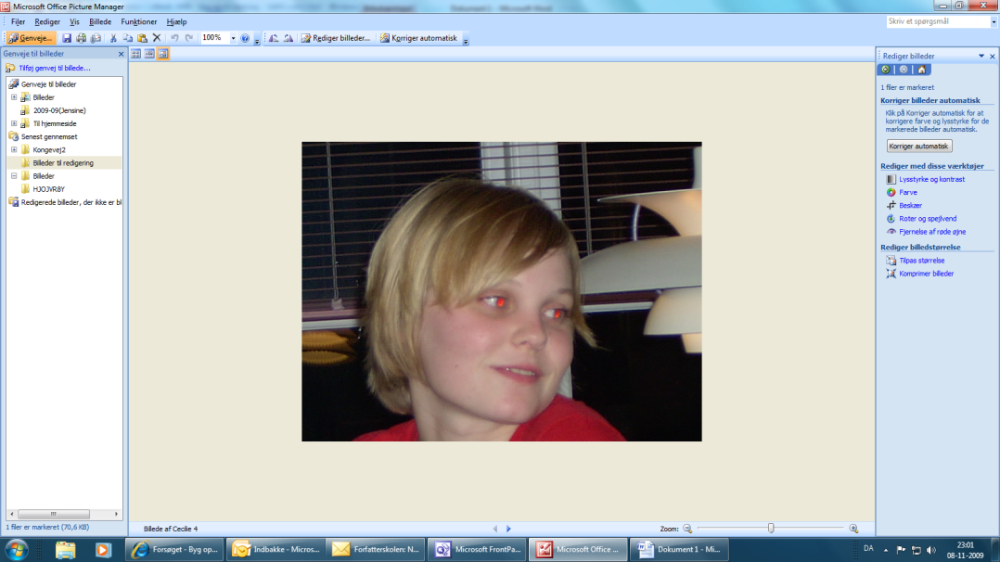 Microsoft Office Picture Manager
Filer Rediger Vis Billede Funktioner Hjælp
Skriv et spørgsmål
Genveje...
100%
Rediger billeder...
Korriger automatisk
Genveje til billeder
Tilføj genvej til billede...
Genveje til billeder
Billeder
2009-09(Jensine)
Til hjemmeside
Senest gennemset
Kongevej2
Billeder til redigering
Billeder
HJOJVR8Y
Redigerede billeder, der ikke er bl
1 filer er markeret (70,6 KB)
Billede af Cecilie 4
Zoom:
Rediger billeder
1 filer er markeret
Korriger billeder automatisk
Klik på Korriger automatisk for at
korrigere farve og lysstyrke for de
markerede billeder automatisk.
Korriger automatisk
Rediger med disse værktøjer
Lysstyrke og kontrast
Farve
Beskær
Roter og spejlvend
Fjernelse af røde øjne
Rediger billedstørrelse
Tilpas størrelse
Komprimer billeder
Forsøget - Byg op...
Indbakke - Micros...
Forfatterskolen: N...
Microsoft FrontPa...
Microsoft Office ...
Dokument1 - Mi...
DA
23:01
08-11-2009